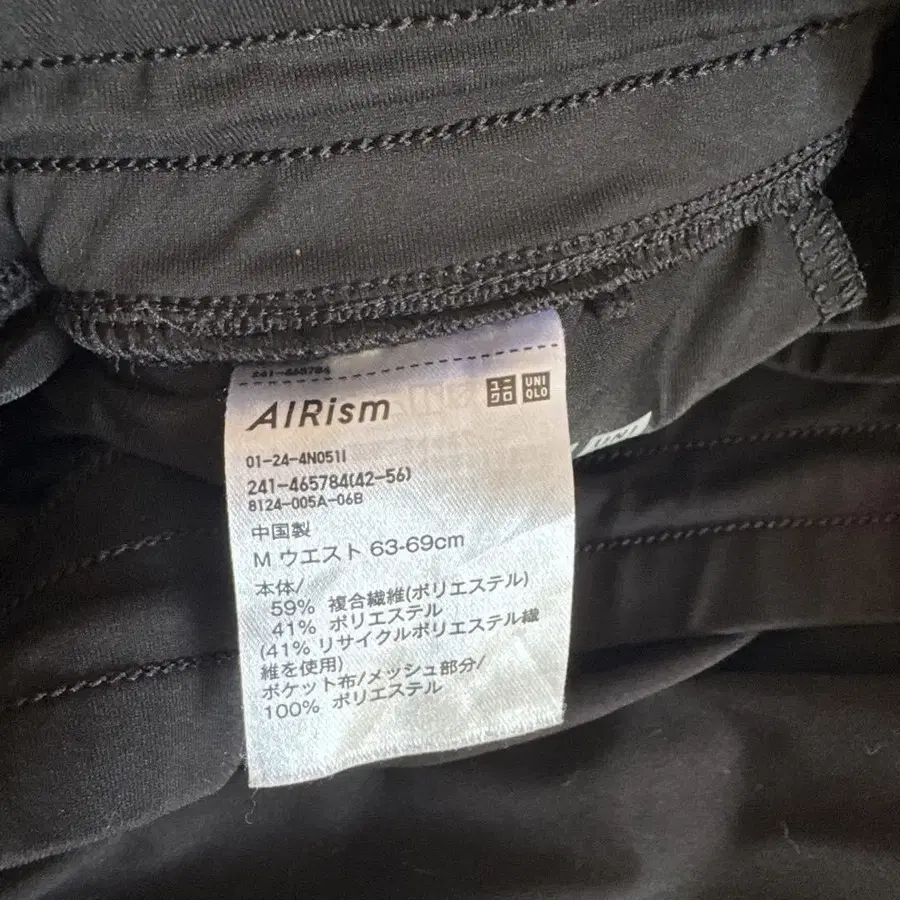 241-465784
AIRism
ユニクロ
UNIQLO
01-24-4N051I
241-465784(42-56)
8124-005A-06B
中国製
M ウエスト 63-69cm
本体/
59% 複合繊維(ポリエステル)
41% ポリエステル
(41% リサイクルポリエステル繊
維を使用)
ポケット布/メッシュ部分/
100% ポリエステル
UNI